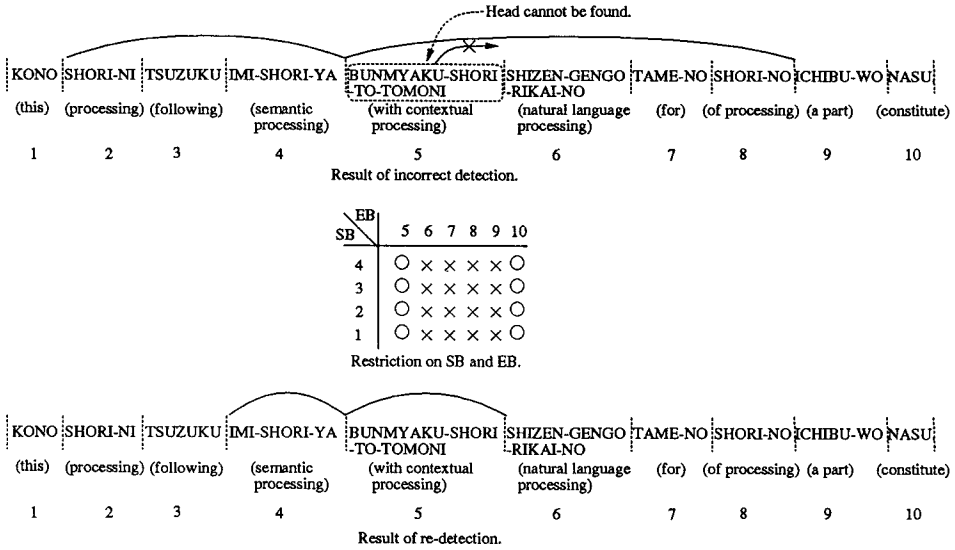 Head cannot be found.
KONO SHORI-NI TSUZUKU IMI-SHORI-YA BUNMYAKU-SHORI SHIZEN-GENGO TAME-NO SHORI-NO ICHIBU-WO NASU
-TO-TOMONI -RIKAI-NO
(this) (processing) (following) (semantic (with contextual (natural language (for) (of processing) (a part) (constitute)
processing) processing) processing)
1 2 3 4 5 6 7 8 9 10
Result of incorrect detection.
EB
SB 5 6 7 8 9 10
4 ○ × × × × ○
3 ○ × × × × ○
2 ○ × × × × ○
1 ○ × × × × ○
Restriction on SB and EB.
KONO SHORI-NI TSUZUKU IMI-SHORI-YA BUNMYAKU-SHORI SHIZEN-GENGO TAME-NO SHORI-NO ICHIBU-WO NASU
-TO-TOMONI -RIKAI-NO
(this) (processing) (following) (semantic (with contextual (natural language (for) (of processing) (a part) (constitute)
processing) processing) processing)
1 2 3 4 5 6 7 8 9 10
Result of re-detection.